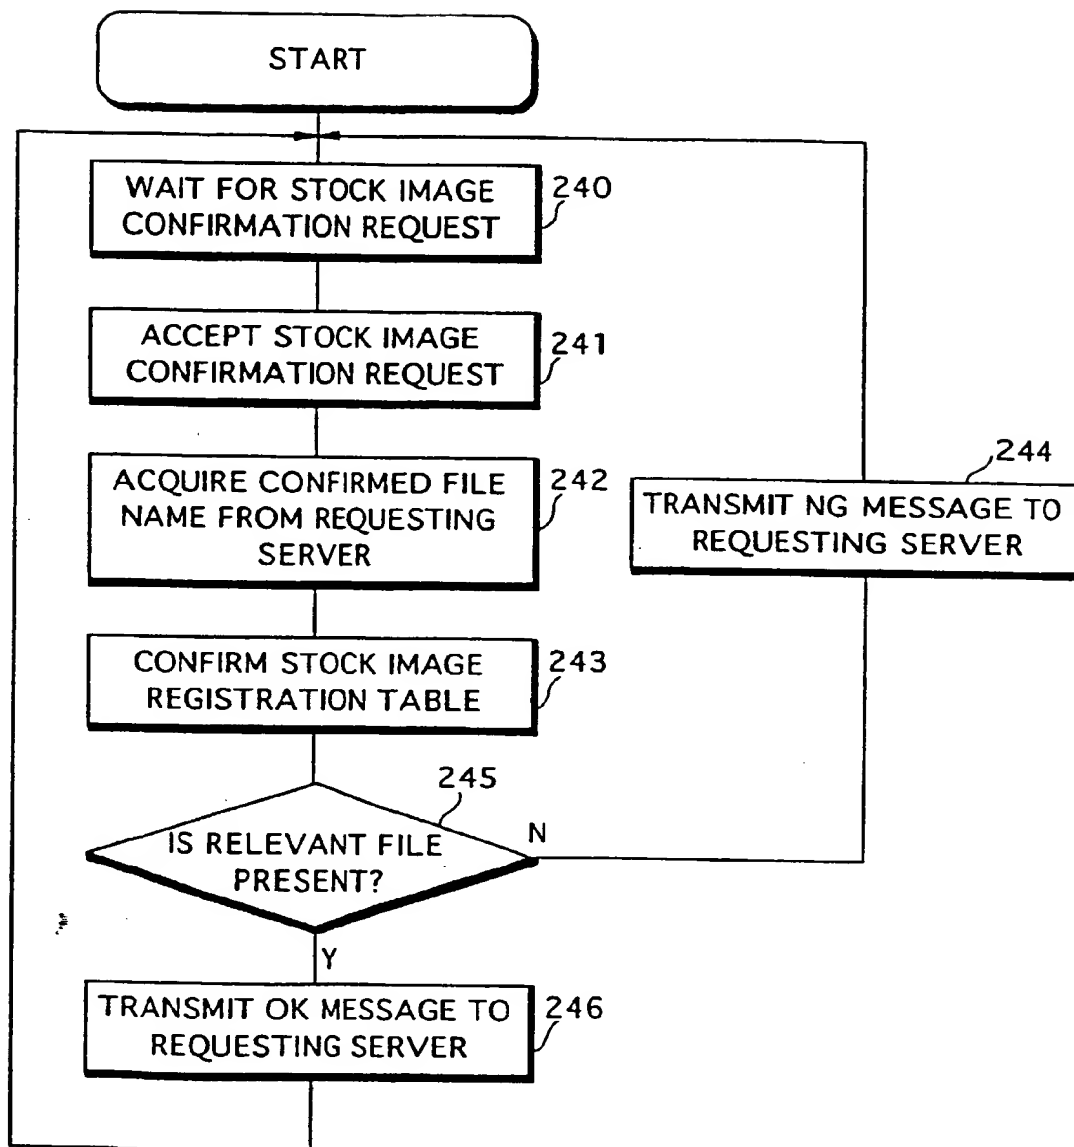 START
WAIT FOR STOCK IMAGE
CONFIRMATION REQUEST
240
ACCEPT STOCK IMAGE
CONFIRMATION REQUEST
241
ACQUIRE CONFIRMED FILE
NAME FROM REQUESTING
SERVER
242
244
TRANSMIT NG MESSAGE TO
REQUESTING SERVER
CONFIRM STOCK IMAGE
REGISTRATION TABLE
243
245
IS RELEVANT FILE
PRESENT?
N
Y
TRANSMIT OK MESSAGE TO
REQUESTING SERVER
246